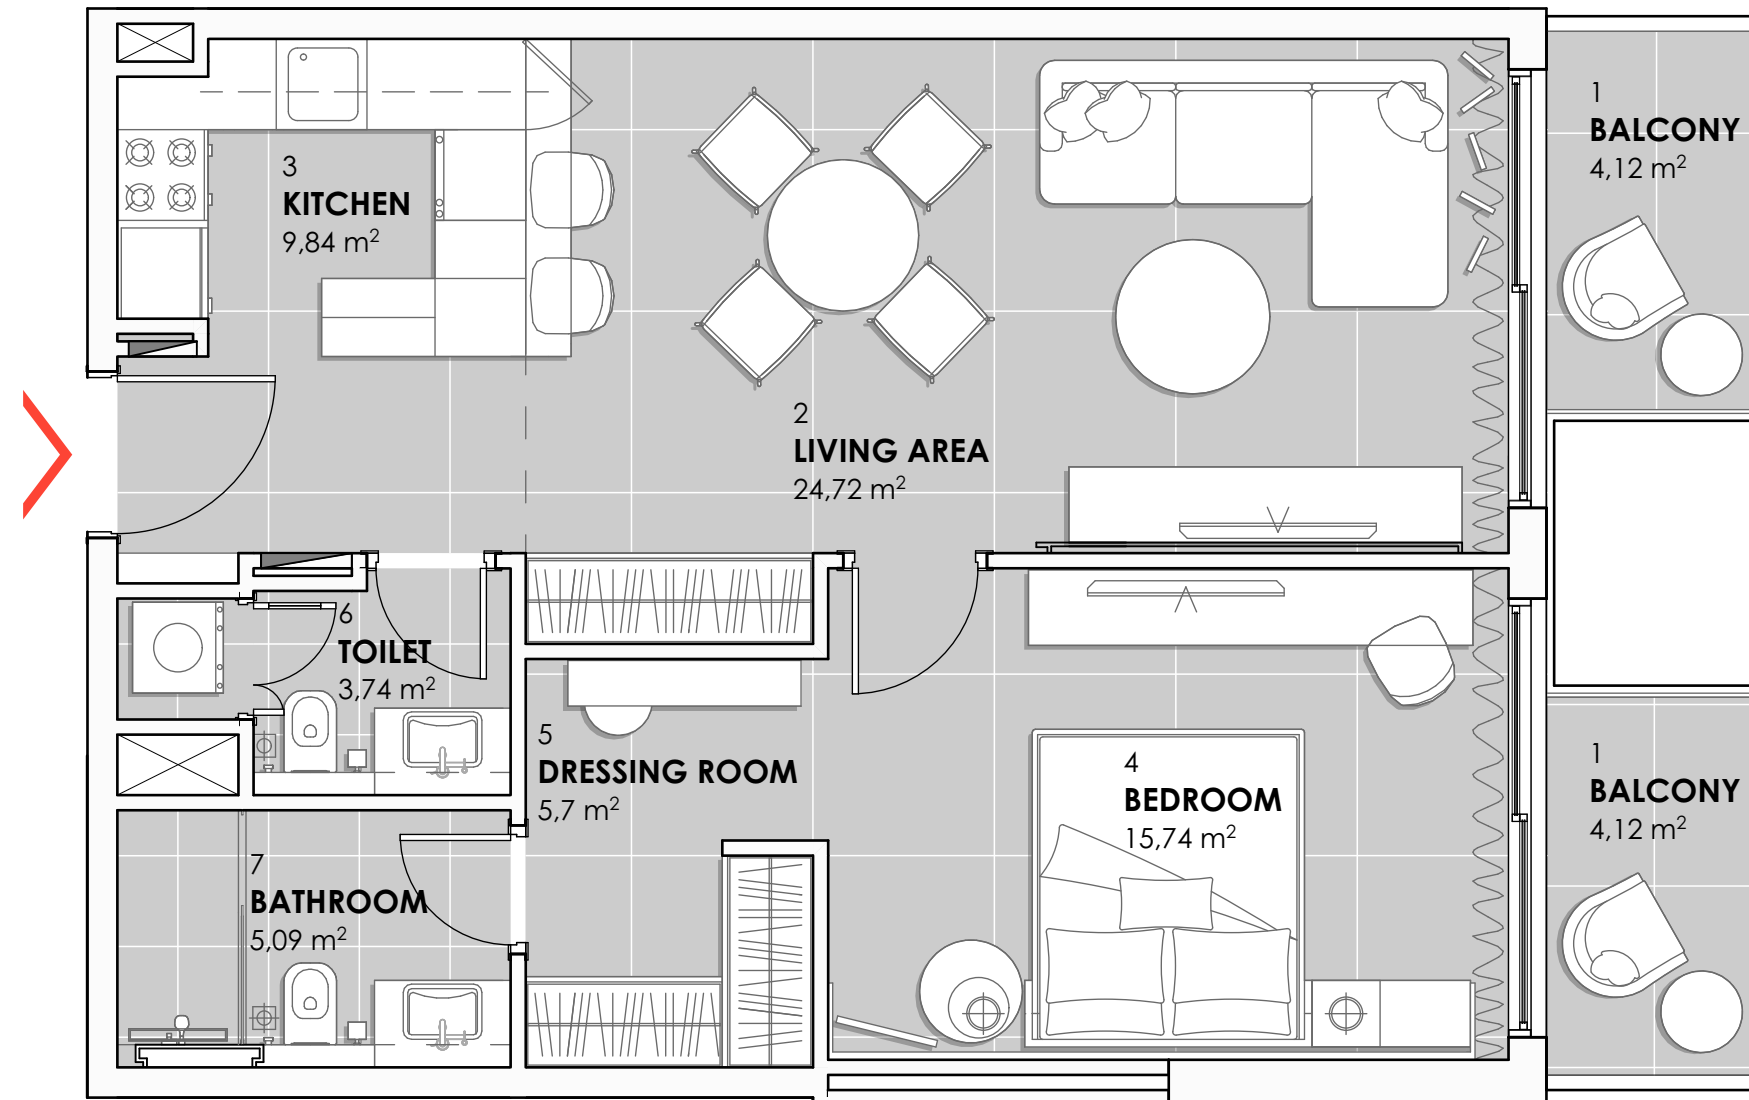 1
BALCONY
4,12 m²
3
KITCHEN
9,84 m²
2
LIVING AREA
24,72 m²
6
TOILET
3,74 m²
5
DRESSING ROOM
5,7 m²
4
BEDROOM
15,74 m²
1
BALCONY
4,12 m²
7
BATHROOM
5,09 m²